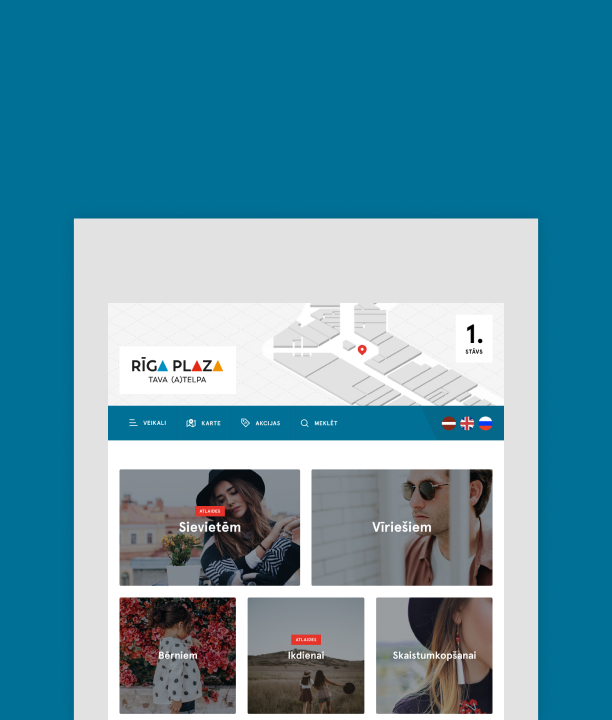 1.
STĀVS
RĪGA PLAZA
TAVA (A)TELPA
VEIKALI
KARTE
AKCIJAS
MEKLĒT
ATLAIDES
Sievietēm
Vīriešiem
Bērniem
ATLAIDES
Ikdienai
Skaistumkopšanai